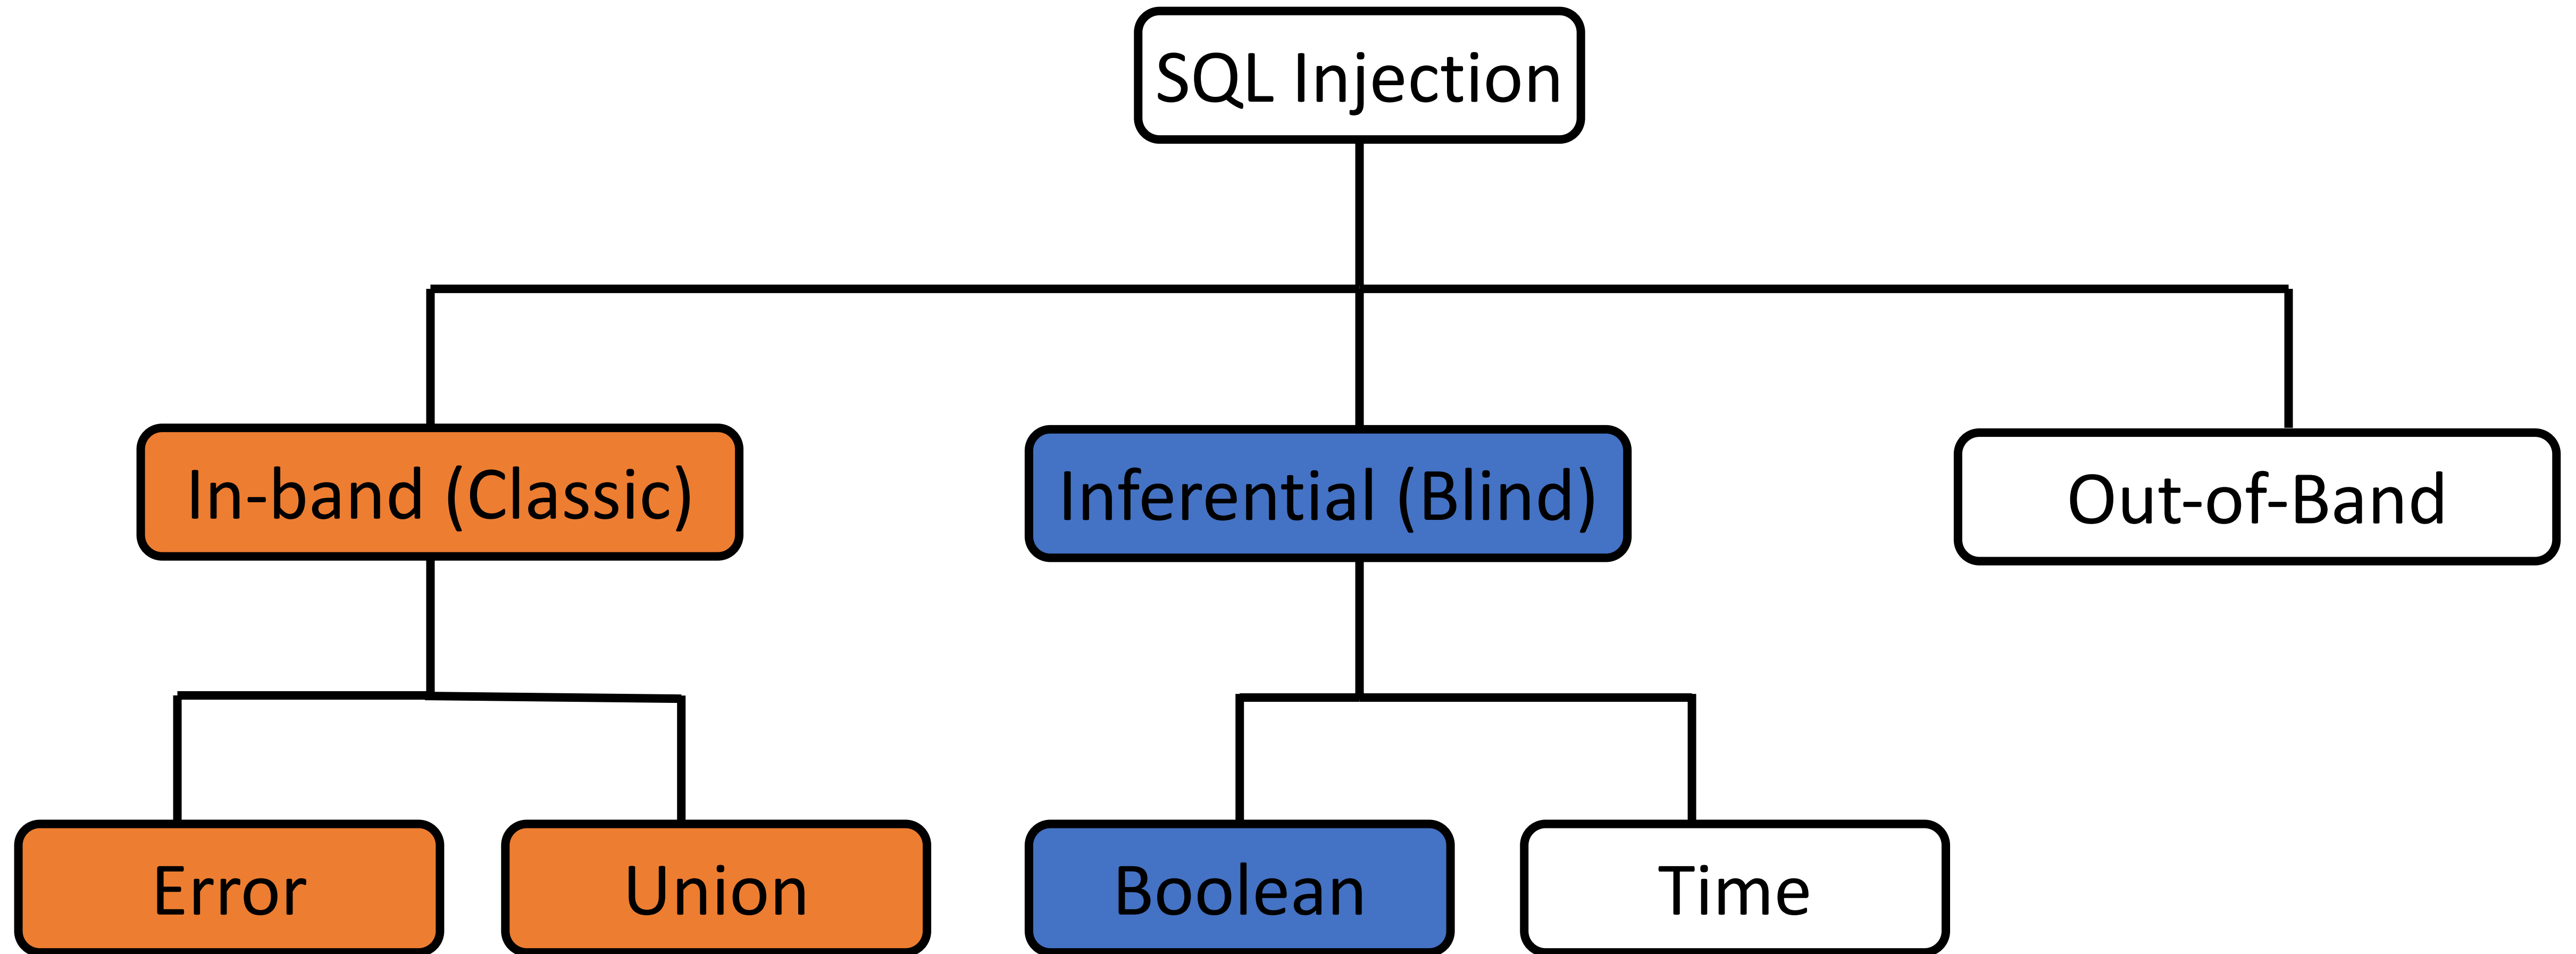 SQL Injection
In-band (Classic)
Inferential (Blind)
Out-of-Band
Error
Union
Boolean
Time